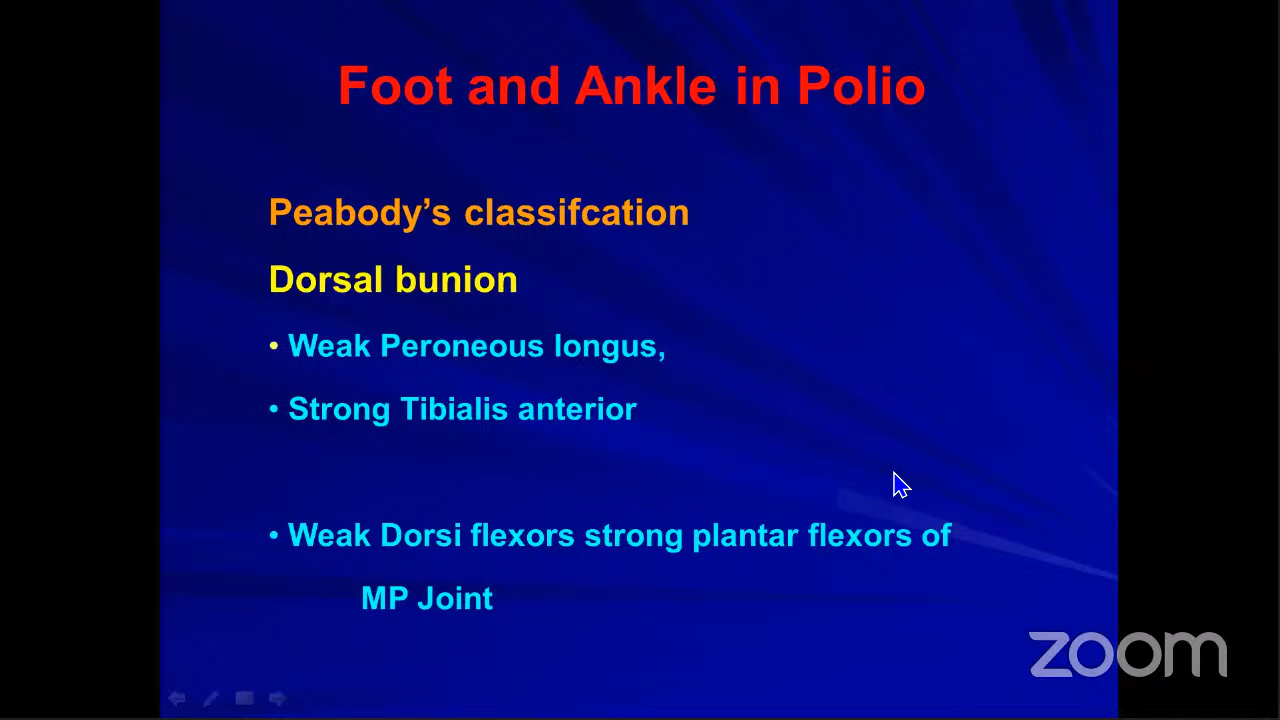 Foot and Ankle in Polio
Peabody’s classifcation
Dorsal bunion
• Weak Peroneous longus,
• Strong Tibialis anterior
• Weak Dorsi flexors strong plantar flexors of
MP Joint
zoom